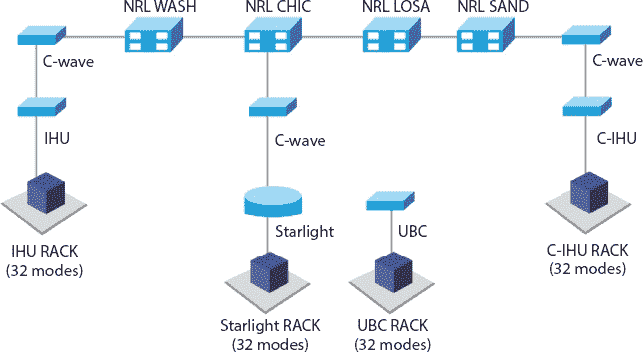 NRL WASH
NRL CHIC
NRL LOSA
NRL SAND
C-wave
C-wave
IHU
C-wave
C-IHU
Starlight
UBC
IHU RACK
(32 modes)
C-IHU RACK
(32 modes)
Starlight RACK
(32 modes)
UBC RACK
(32 modes)